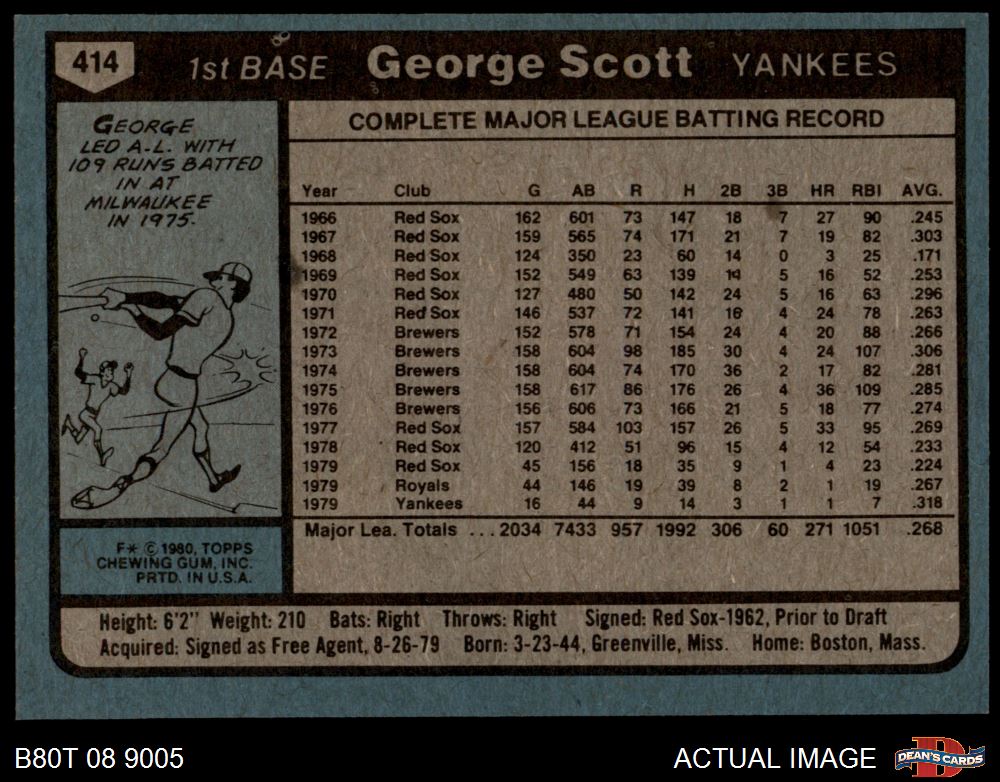 414 1st BASE George Scott YANKEES
GEORGE
LED A.L. WITH
109 RUNS BATTED
IN AT
MILWAUKEE
IN 1975.
COMPLETE MAJOR LEAGUE BATTING RECORD
Year Club G AB R H 2B 3B HR RBI AVG.
1966 Red Sox 162 601 73 147 18 7 27 90 .245
1967 Red Sox 159 565 74 171 21 7 19 82 .303
1968 Red Sox 124 350 23 60 14 0 3 25 .171
1969 Red Sox 152 549 63 139 14 5 16 52 .253
1970 Red Sox 127 480 50 142 24 5 16 63 .296
1971 Red Sox 146 537 72 141 16 4 24 78 .263
1972 Brewers 152 578 71 154 24 4 20 88 .266
1973 Brewers 158 604 98 185 30 4 24 107 .306
1974 Brewers 158 604 74 170 36 2 17 82 .281
1975 Brewers 158 617 86 176 26 4 36 109 .285
1976 Brewers 156 606 73 166 21 5 18 77 .274
1977 Red Sox 157 584 103 157 26 5 33 95 .269
1978 Red Sox 120 412 51 96 15 4 12 54 .233
1979 Red Sox 45 156 18 35 9 1 4 23 .224
1979 Royals 44 146 19 39 8 2 1 19 .267
1979 Yankees 16 44 9 14 3 1 1 7 .318
Major Lea. Totals ... 2034 7433 957 1992 306 60 271 1051 .268
F* © 1980, TOPPS
CHEWING GUM, INC.
PRTD. IN U.S.A.
Height: 6'2" Weight: 210 Bats: Right Throws: Right Signed: Red Sox-1962, Prior to Draft
Acquired: Signed as Free Agent, 8-26-79 Born: 3-23-44, Greenville, Miss. Home: Boston, Mass.
B80T 08 9005 ACTUAL IMAGE D DEAN'S CARDS